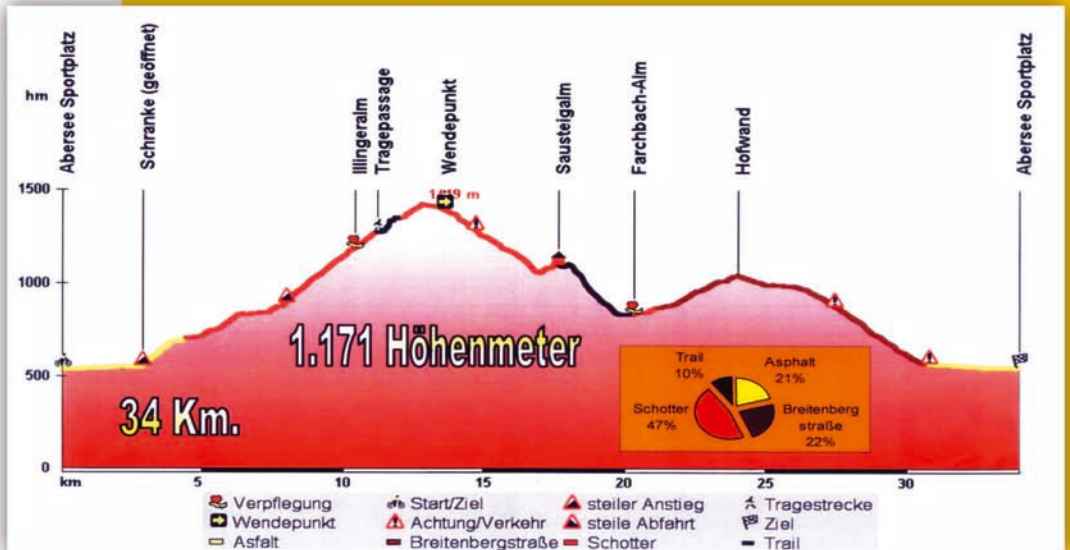 hm
Abersee Sportplatz
Schranke (geöffnet)
Illingeralm
Tragepassage
Wendepunkt
Sausteigalm
Farchbach-Alm
Hofwand
Abersee Sportplatz
1500
1000
500
0
1.171 Höhenmeter
34 Km.
Trail
10%
Asphalt
21%
Schotter
47%
Breitenberg
straße
22%
km 5 10 15 20 25 30
Verpflegung Start/Ziel steiler Anstieg Tragestrecke
Wendepunkt Achtung/Verkehr steile Abfahrt Ziel
Asfalt Breitenbergstraße Schotter Trail